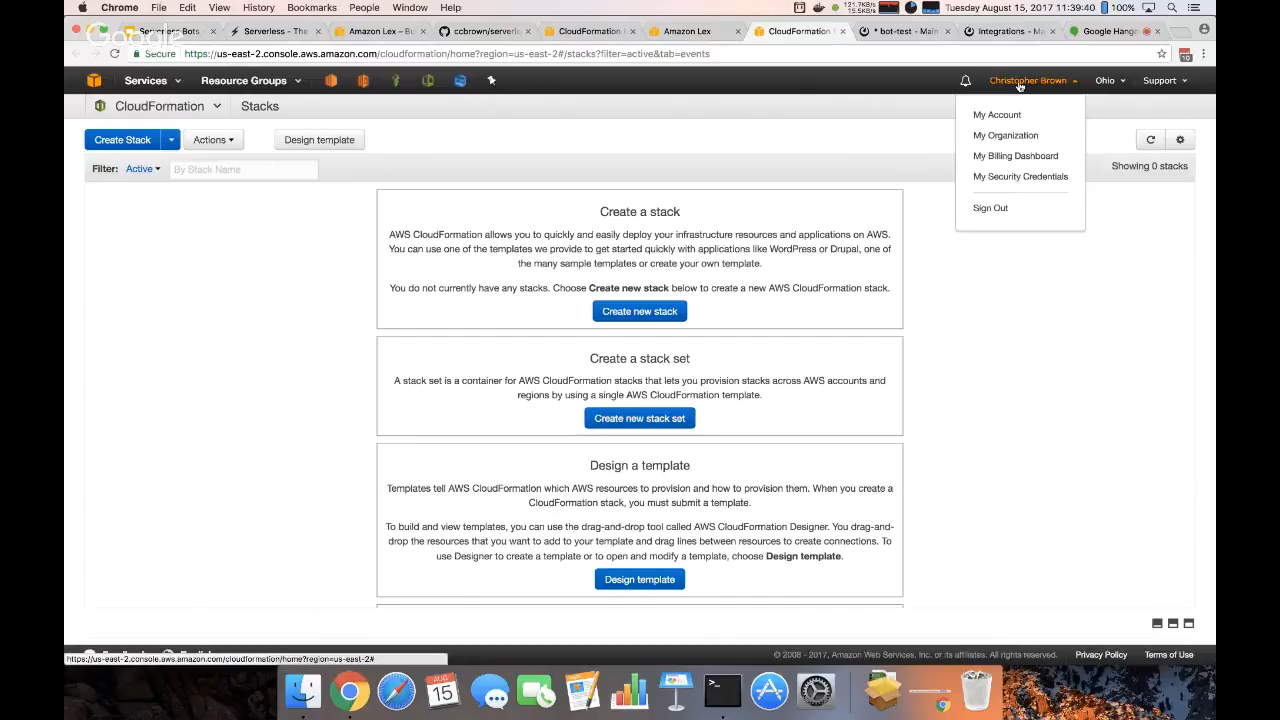 Chrome File Edit View History Bookmarks People Window Help
121.7KB/s
15.5KB/s
Tuesday August 15, 2017 11:39:40
100%
Google
Serverless - The
Amazon Lex – Bu
ccbrown/serverles
CloudFormation
Amazon Lex
CloudFormation
* bot-test - Main
Integrations - Ma
Google Hang
Secure https://us-east-2.console.aws.amazon.com/cloudformation/home?region=us-east-2#/stacks?filter=active&tab=events
10
Services
Resource Groups
Christopher Brown
Ohio
Support
CloudFormation
Stacks
My Account
My Organization
My Billing Dashboard
My Security Credentials
Sign Out
Create Stack
Actions
Design template
Filter: Active
By Stack Name
Showing 0 stacks
Create a stack
AWS CloudFormation allows you to quickly and easily deploy your infrastructure resources and applications on AWS.
You can use one of the templates we provide to get started quickly with applications like WordPress or Drupal, one of
the many sample templates or create your own template.
You do not currently have any stacks. Choose Create new stack below to create a new AWS CloudFormation stack.
Create new stack
Create a stack set
A stack set is a container for AWS CloudFormation stacks that lets you provision stacks across AWS accounts and
regions by using a single AWS CloudFormation template.
Create new stack set
Design a template
Templates tell AWS CloudFormation which AWS resources to provision and how to provision them. When you create a
CloudFormation stack, you must submit a template.
To build and view templates, you can use the drag-and-drop tool called AWS CloudFormation Designer. You drag-and-
drop the resources that you want to add to your template and drag lines between resources to create connections. To
use Designer to create a template or to open and modify a template, choose Design template.
Design template
https://us-east-2.console.aws.amazon.com/cloudformation/home?region=us-east-2#
© 2008 - 2017, Amazon Web Services, Inc. or its affiliates. All rights reserved.
Privacy Policy
Terms of Use
AUG
15